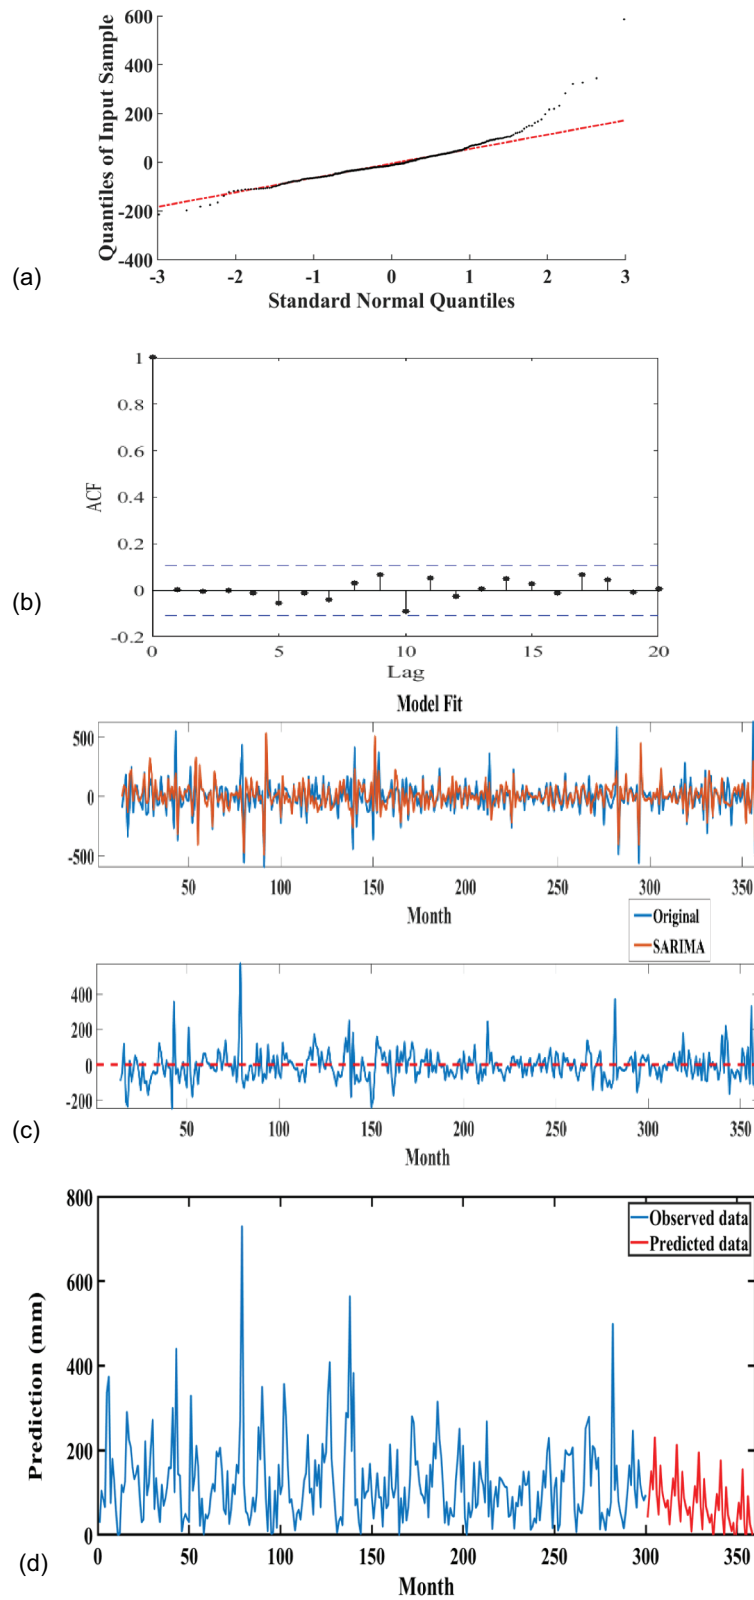 600
400
200
0
-200
-400
Quantiles of Input Sample
-3 -2 -1 0 1 2 3
Standard Normal Quantiles
(a)
1
0.8
0.6
0.4
0.2
0
-0.2
ACF
0 5 10 15 20
Lag
(b)
Model Fit
500
0
-500
50 100 150 200 250 300 350
Month
Original
SARIMA
400
200
0
-200
50 100 150 200 250 300 350
Month
(c)
800
600
400
200
0
Prediction (mm)
Observed data
Predicted data
0 50 100 150 200 250 300 350
Month
(d)